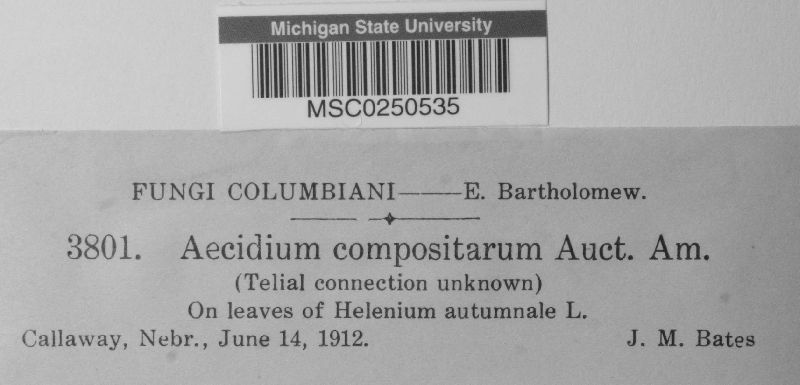 Michigan State University
MSC0250535
FUNGI COLUMBIANI——E. Bartholomew.
3801. Aecidium compositarum Auct. Am.
(Telial connection unknown)
On leaves of Helenium autumnale L.
Callaway, Nebr., June 14, 1912. J. M. Bates